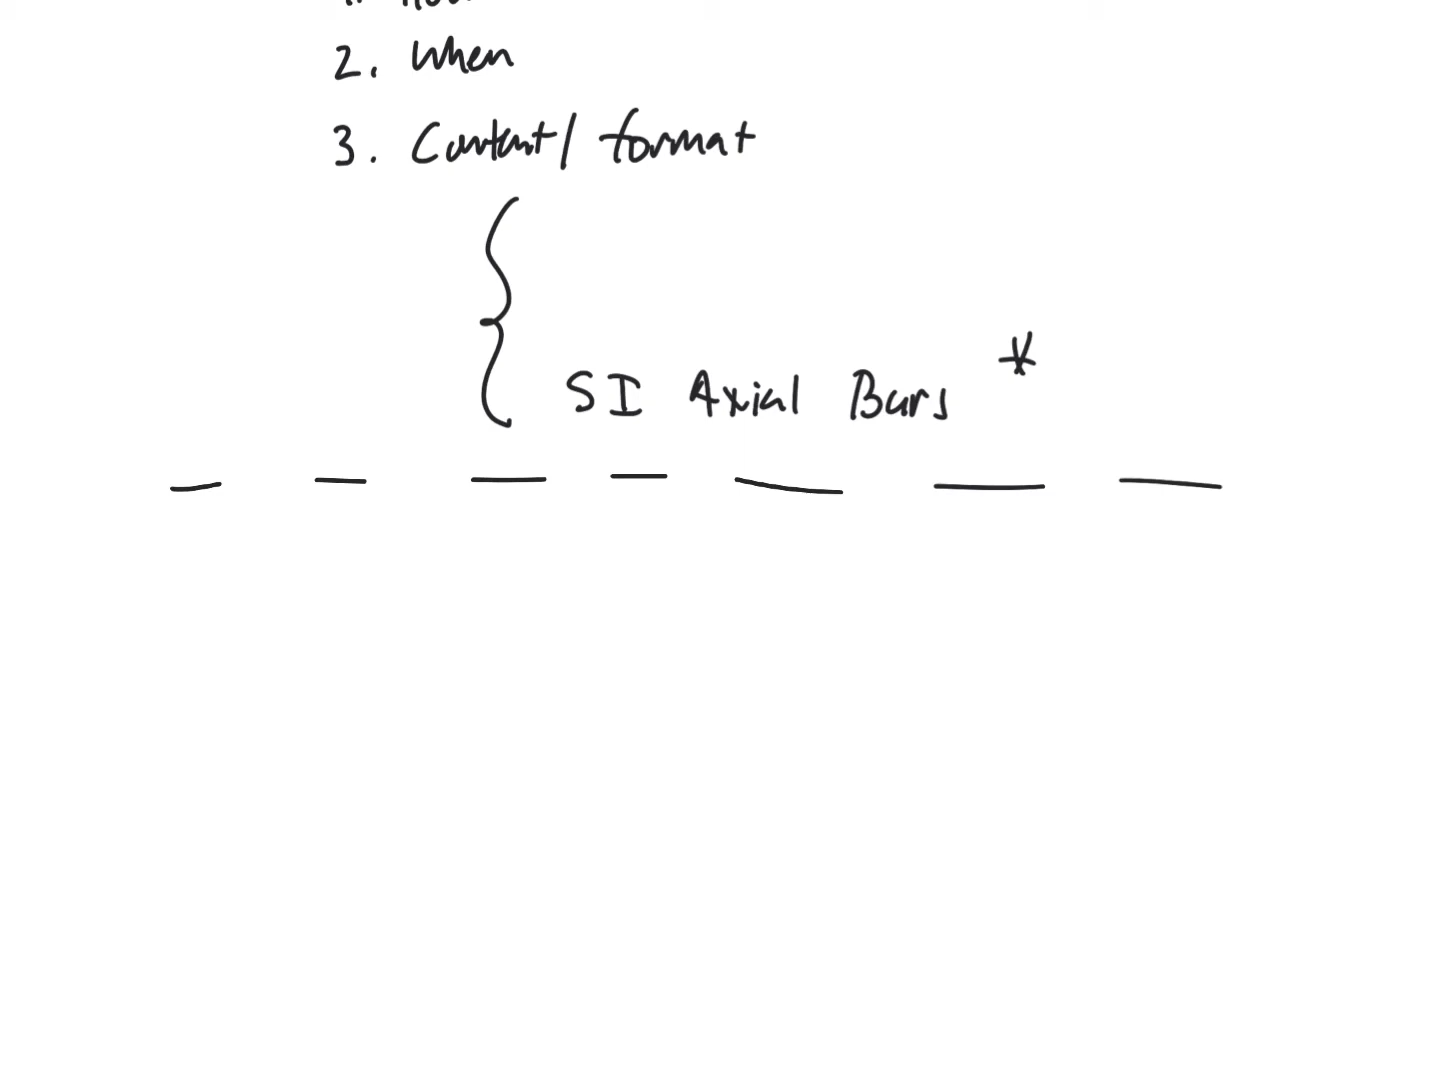 2. When
3. Content/ format
SI Axial Bars *